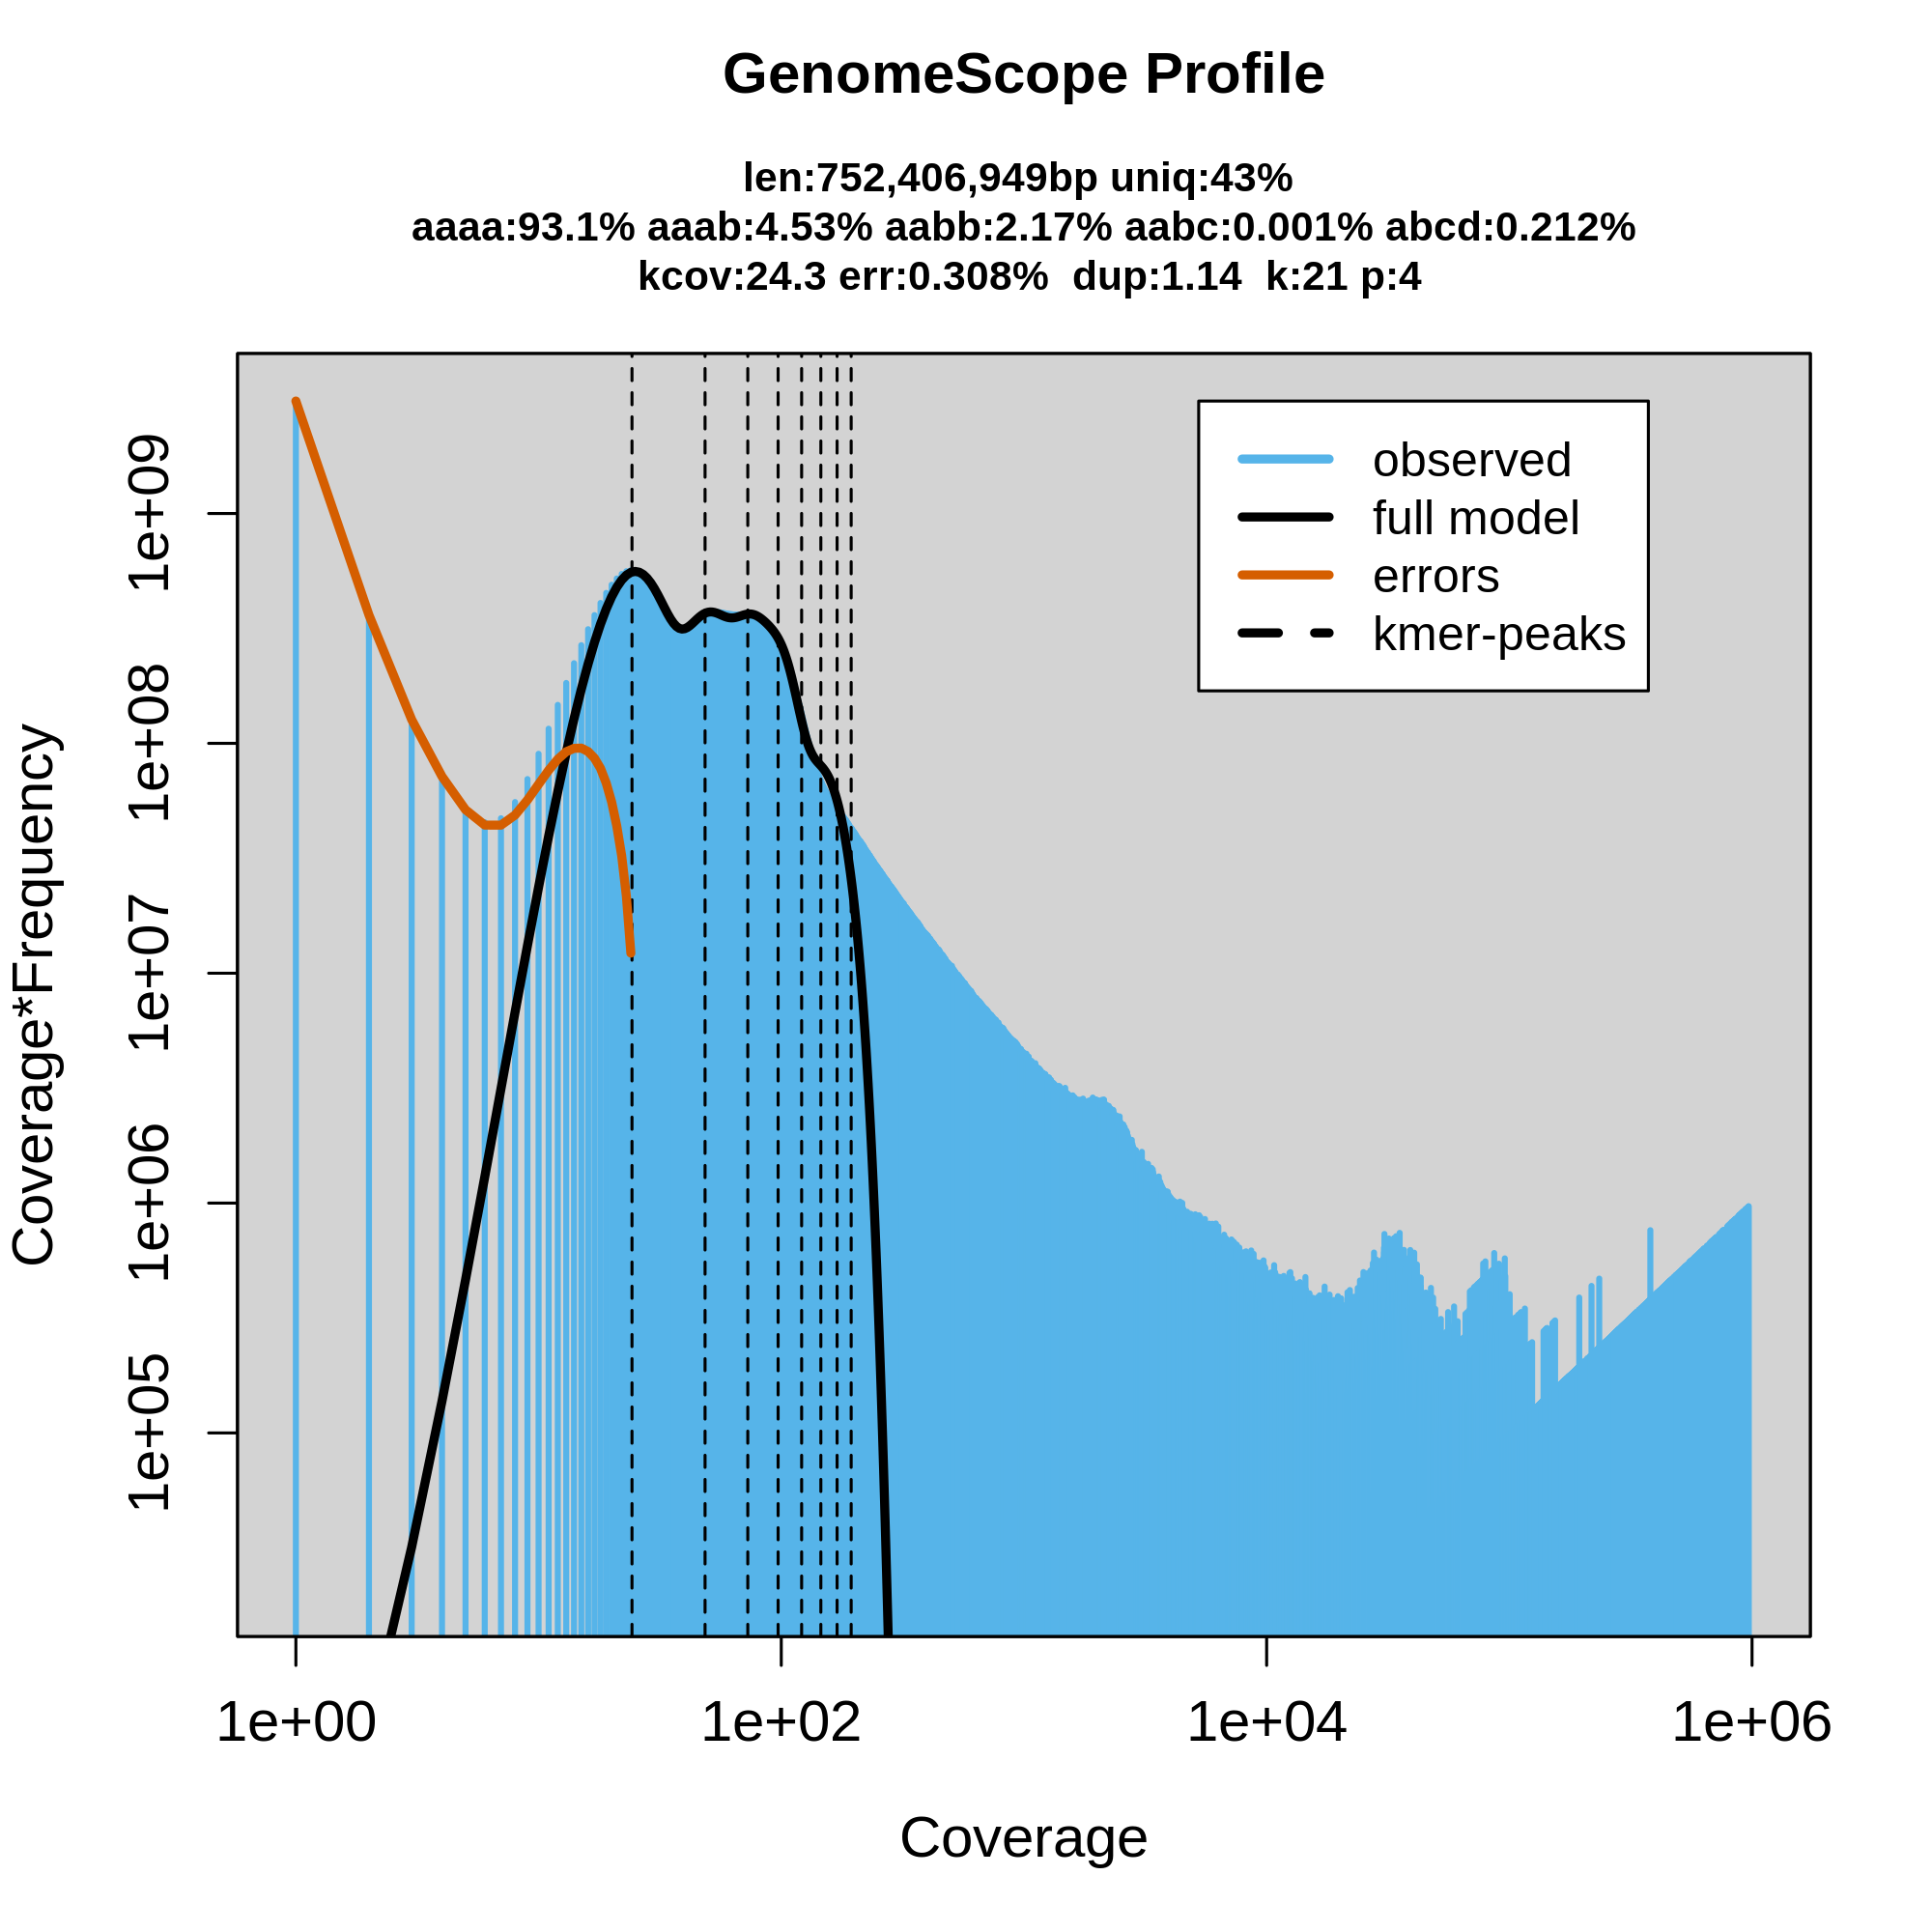 GenomeScope Profile
len:752,406,949bp uniq:43%
aaaa:93.1% aaab:4.53% aabb:2.17% aabc:0.001% abcd:0.212%
kcov:24.3 err:0.308%  dup:1.14  k:21 p:4
observed
full model
errors
kmer-peaks
Coverage*Frequency
1e+09
1e+08
1e+07
1e+06
1e+05
1e+00 1e+02 1e+04 1e+06
Coverage